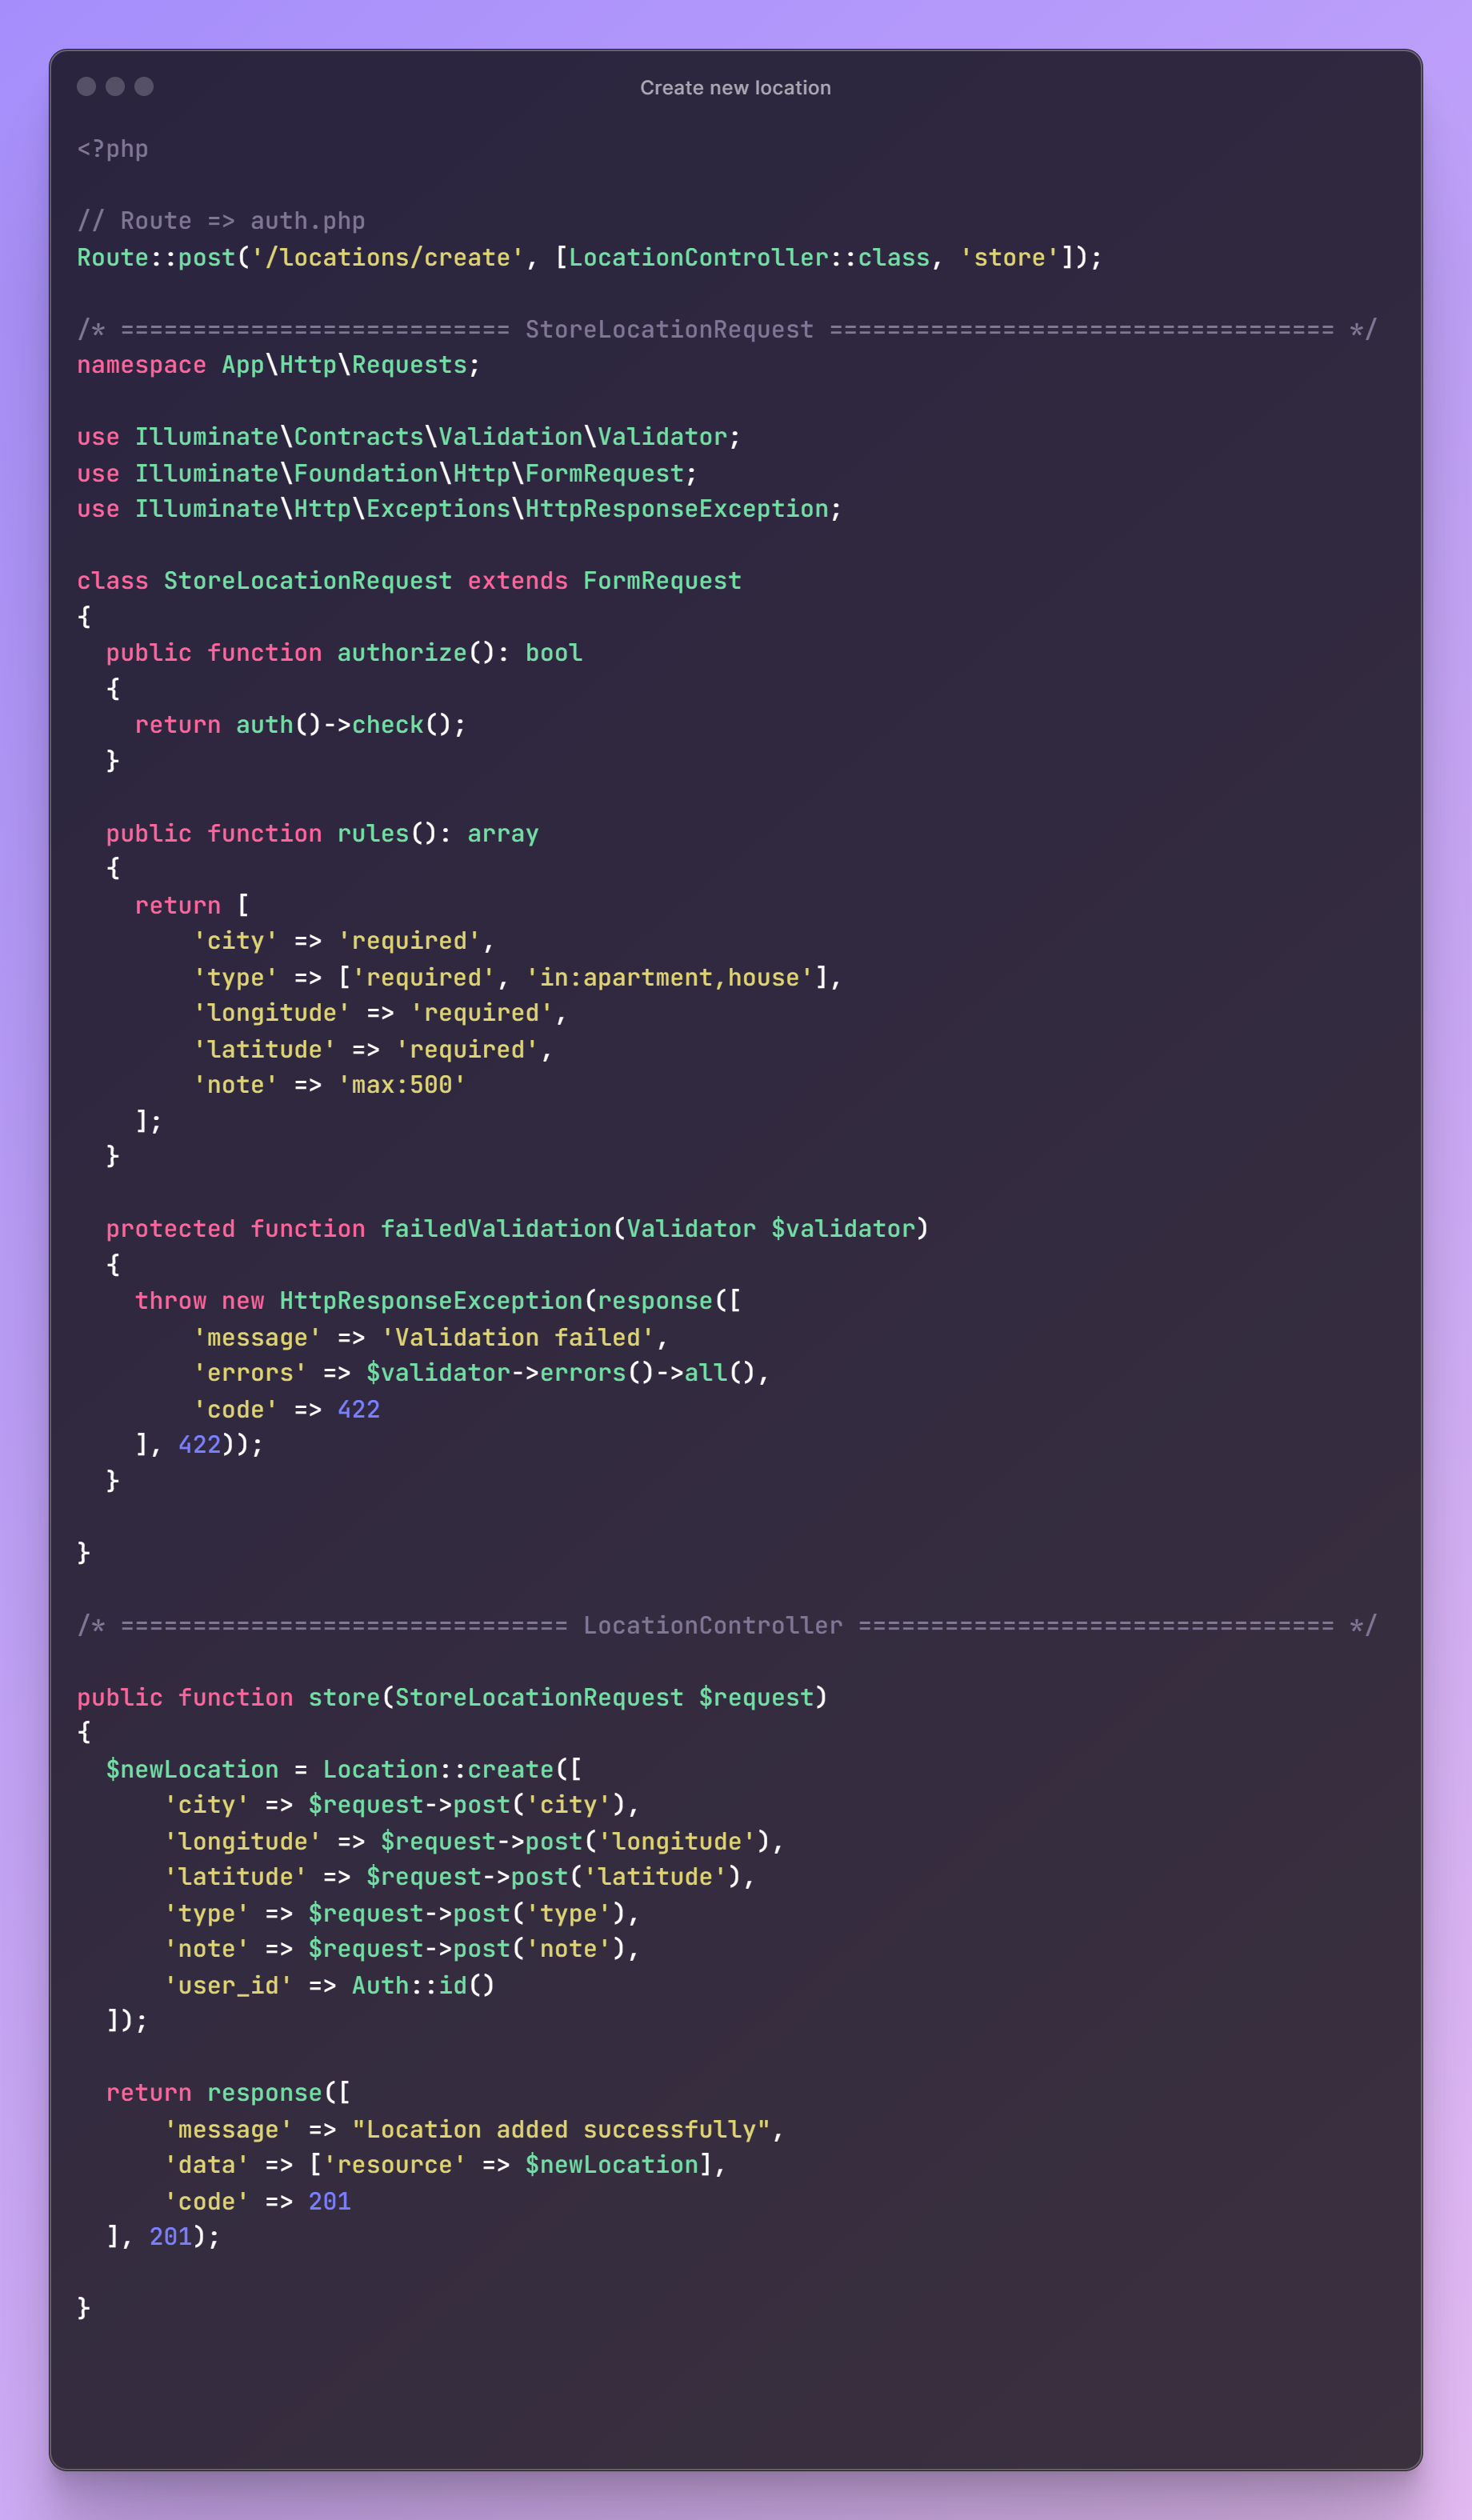 Create new location
<?php
// Route => auth.php
Route::post('/locations/create', [LocationController::class, 'store']);
/* =========================== StoreLocationRequest =================================== */
namespace App\Http\Requests;
use Illuminate\Contracts\Validation\Validator;
use Illuminate\Foundation\Http\FormRequest;
use Illuminate\Http\Exceptions\HttpResponseException;
class StoreLocationRequest extends FormRequest
{
  public function authorize(): bool
  {
    return auth()->check();
  }
  public function rules(): array
  {
    return [
        'city' => 'required',
        'type' => ['required', 'in:apartment,house'],
        'longitude' => 'required',
        'latitude' => 'required',
        'note' => 'max:500'
    ];
  }
  protected function failedValidation(Validator $validator)
  {
    throw new HttpResponseException(response([
        'message' => 'Validation failed',
        'errors' => $validator->errors()->all(),
        'code' => 422
    ], 422));
  }
}
/* =============================== LocationController ================================= */
public function store(StoreLocationRequest $request)
{
  $newLocation = Location::create([
      'city' => $request->post('city'),
      'longitude' => $request->post('longitude'),
      'latitude' => $request->post('latitude'),
      'type' => $request->post('type'),
      'note' => $request->post('note'),
      'user_id' => Auth::id()
  ]);
  return response([
      'message' => "Location added successfully",
      'data' => ['resource' => $newLocation],
      'code' => 201
  ], 201);
}